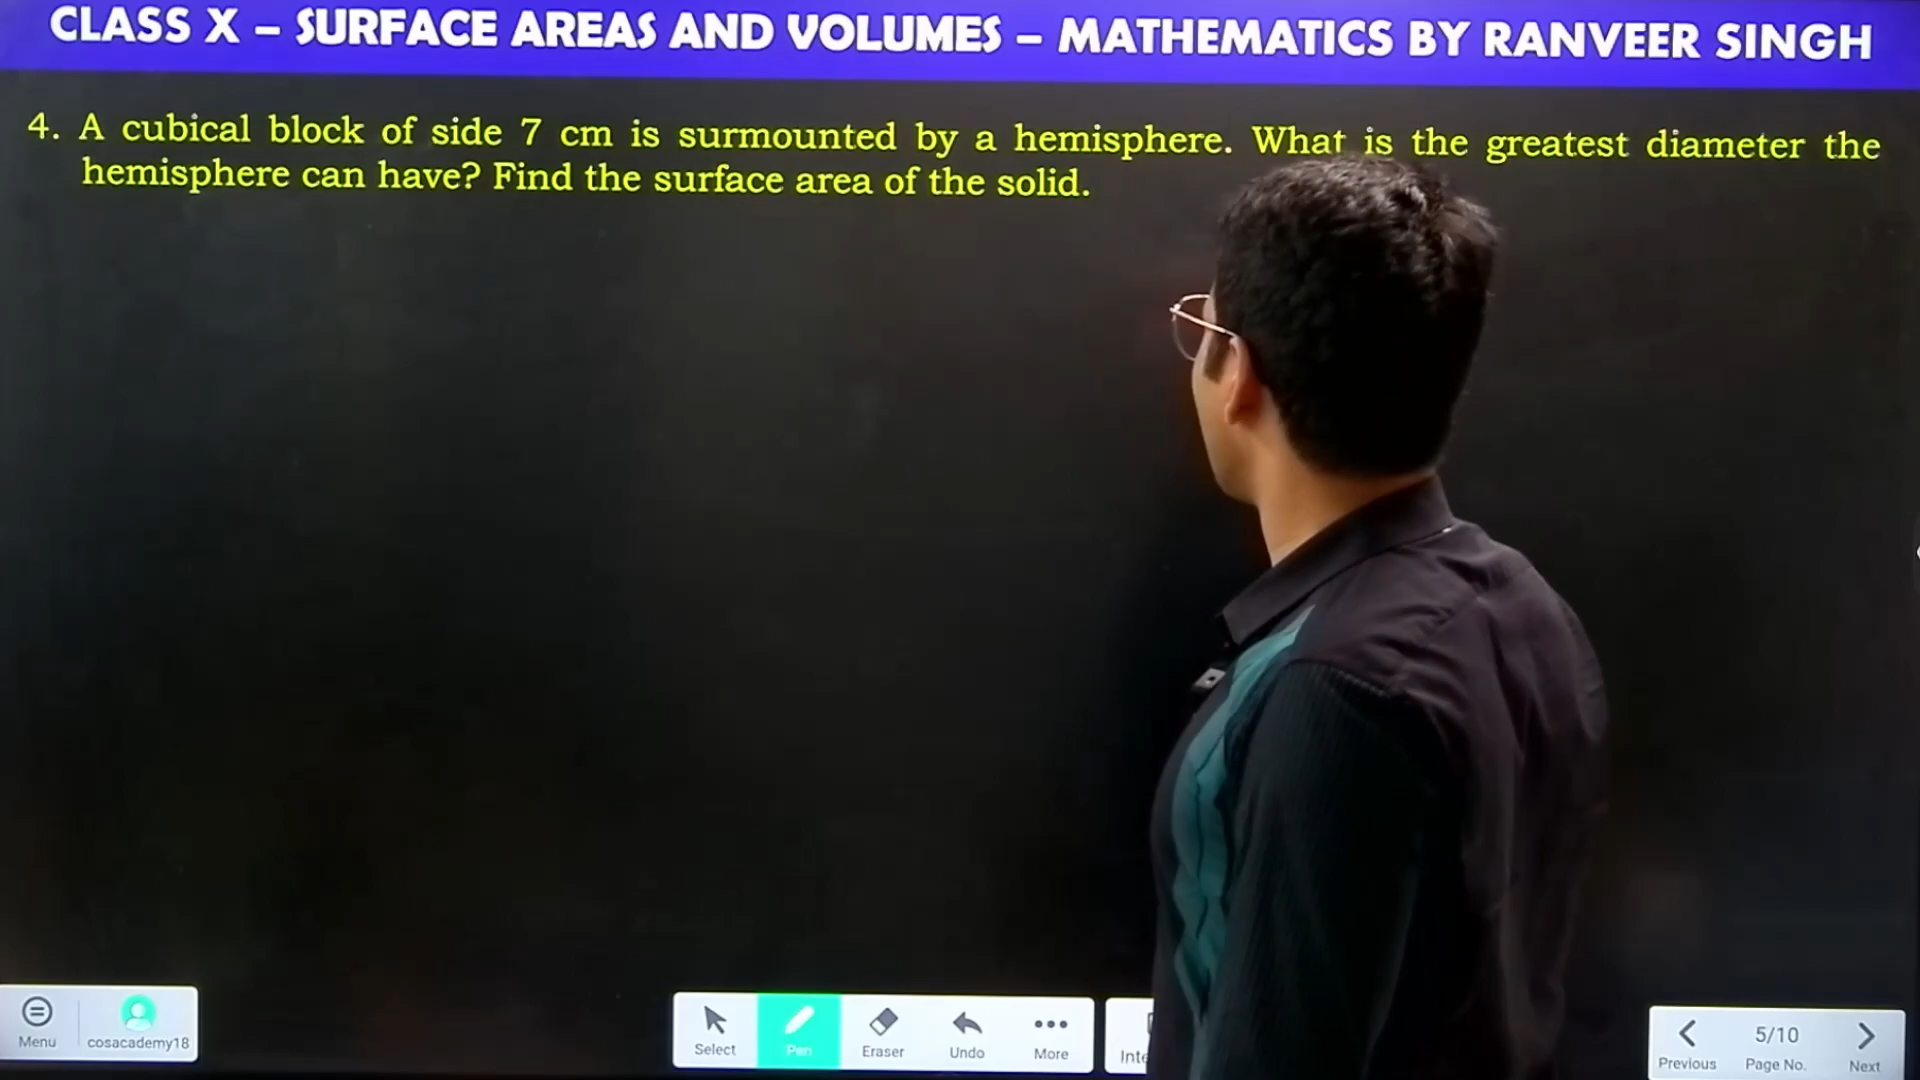 CLASS X – SURFACE AREAS AND VOLUMES – MATHEMATICS BY RANVEER SINGH
4. A cubical block of side 7 cm is surmounted by a hemisphere. What is the greatest diameter the
hemisphere can have? Find the surface area of the solid.
Menu
cosacademy18
Select
Pen
Eraser
Undo
More
5/10
Previous
Page No.
Next